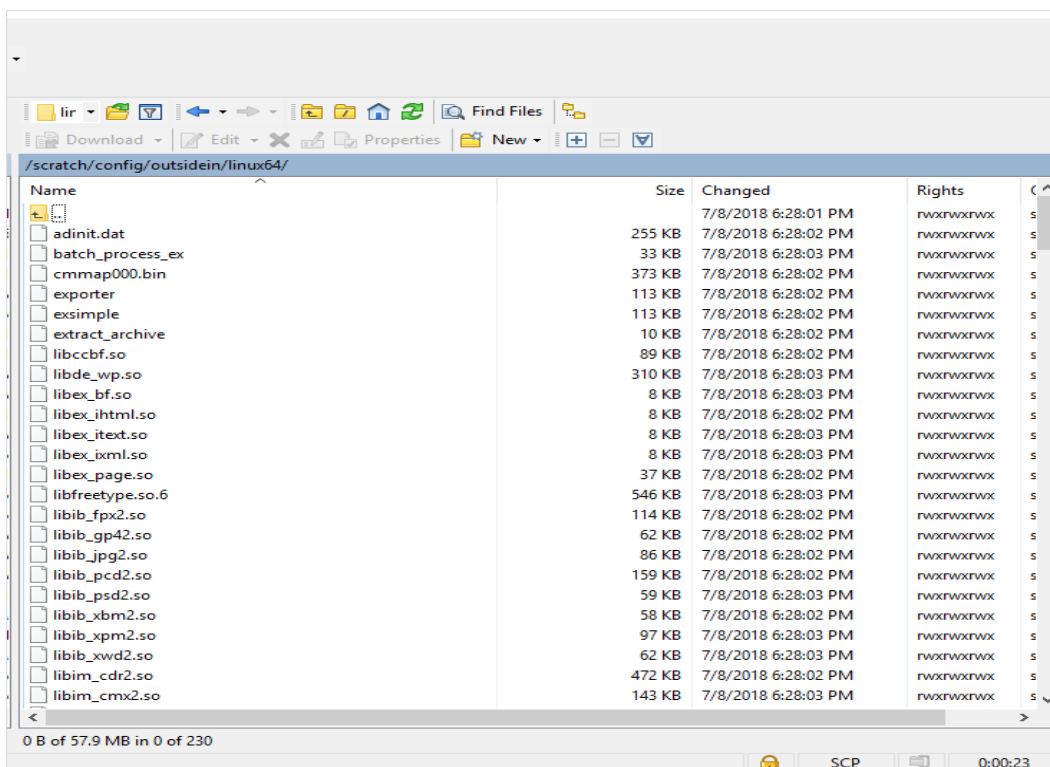 lir
Find Files
Download Edit Properties New
/scratch/config/outsidein/linux64/
Name Size Changed Rights
.. 7/8/2018 6:28:01 PM rwxrwxrwx s
adinit.dat 255 KB 7/8/2018 6:28:02 PM rwxrwxrwx s
batch_process_ex 33 KB 7/8/2018 6:28:03 PM rwxrwxrwx s
cmmap000.bin 373 KB 7/8/2018 6:28:02 PM rwxrwxrwx s
exporter 113 KB 7/8/2018 6:28:02 PM rwxrwxrwx s
exsimple 113 KB 7/8/2018 6:28:02 PM rwxrwxrwx s
extract_archive 10 KB 7/8/2018 6:28:02 PM rwxrwxrwx s
libccbf.so 89 KB 7/8/2018 6:28:02 PM rwxrwxrwx s
libde_wp.so 310 KB 7/8/2018 6:28:03 PM rwxrwxrwx s
libex_bf.so 8 KB 7/8/2018 6:28:03 PM rwxrwxrwx s
libex_ihtml.so 8 KB 7/8/2018 6:28:02 PM rwxrwxrwx s
libex_itext.so 8 KB 7/8/2018 6:28:03 PM rwxrwxrwx s
libex_ixml.so 8 KB 7/8/2018 6:28:03 PM rwxrwxrwx s
libex_page.so 37 KB 7/8/2018 6:28:02 PM rwxrwxrwx s
libfreetype.so.6 546 KB 7/8/2018 6:28:03 PM rwxrwxrwx s
libib_fpx2.so 114 KB 7/8/2018 6:28:02 PM rwxrwxrwx s
libib_gp42.so 62 KB 7/8/2018 6:28:02 PM rwxrwxrwx s
libib_jpg2.so 86 KB 7/8/2018 6:28:02 PM rwxrwxrwx s
libib_pcd2.so 159 KB 7/8/2018 6:28:02 PM rwxrwxrwx s
libib_psd2.so 59 KB 7/8/2018 6:28:03 PM rwxrwxrwx s
libib_xbm2.so 58 KB 7/8/2018 6:28:02 PM rwxrwxrwx s
libib_xpm2.so 97 KB 7/8/2018 6:28:03 PM rwxrwxrwx s
libib_xwd2.so 62 KB 7/8/2018 6:28:03 PM rwxrwxrwx s
libim_cdr2.so 472 KB 7/8/2018 6:28:02 PM rwxrwxrwx s
libim_cmx2.so 143 KB 7/8/2018 6:28:03 PM rwxrwxrwx s
0 B of 57.9 MB in 0 of 230
SCP 0:00:23